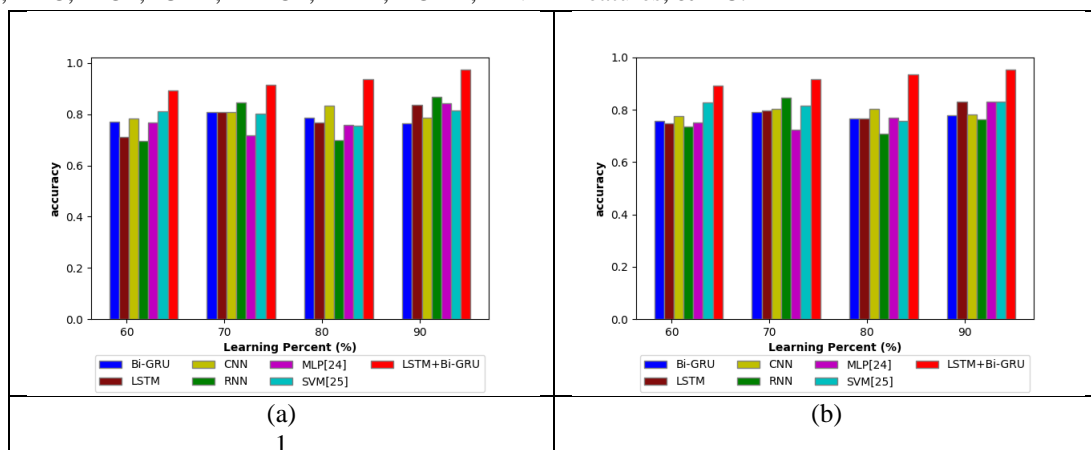 1.0
0.8
0.6
0.4
0.2
0.0
accuracy
60 70 80 90
Learning Percent (%)
Bi-GRU CNN MLP[24] LSTM+Bi-GRU
LSTM RNN SVM[25]
(a)
1
1.0
0.8
0.6
0.4
0.2
0.0
accuracy
60 70 80 90
Learning Percent (%)
Bi-GRU CNN MLP[24] LSTM+Bi-GRU
LSTM RNN SVM[25]
(b)